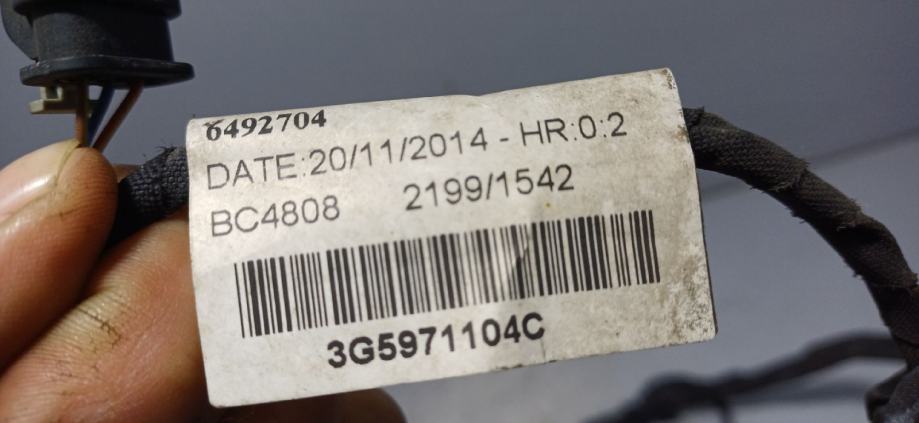 6492704
DATE:20/11/2014 - HR:0:2
BC4808 2199/1542
3G5971104C